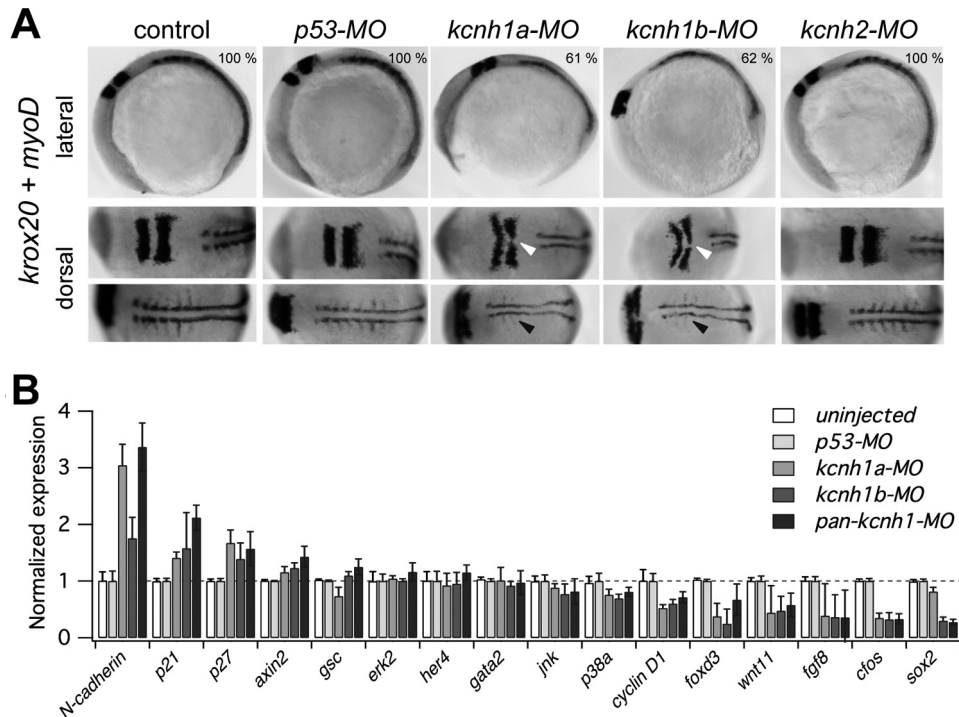 A
control p53-MO kcnh1a-MO kcnh1b-MO kcnh2-MO
krox20 + myoD
lateral
100 % 100 % 61 % 62 % 100 %
dorsal
B
Normalized expression
4
3
2
1
0
uninjected
p53-MO
kcnh1a-MO
kcnh1b-MO
pan-kcnh1-MO
N-cadherin p21 p27 axin2 gsc erk2 her4 gata2 jnk p38a cyclin D1 foxd3 wnt11 fgf8 cfos sox2